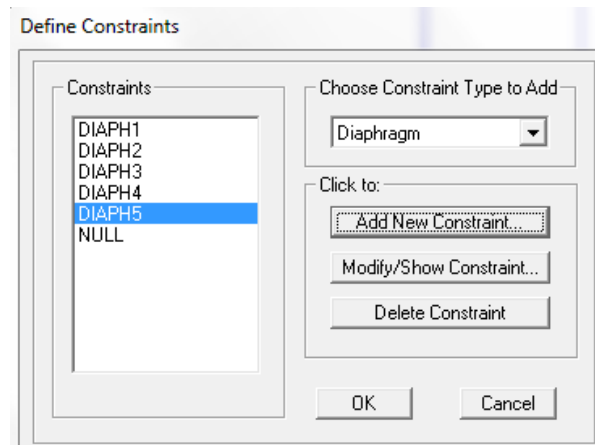 Define Constraints
Constraints
DIAPH1
DIAPH2
DIAPH3
DIAPH4
DIAPH5
NULL
Choose Constraint Type to Add
Diaphragm
Click to:
Add New Constraint...
Modify/Show Constraint...
Delete Constraint
OK
Cancel